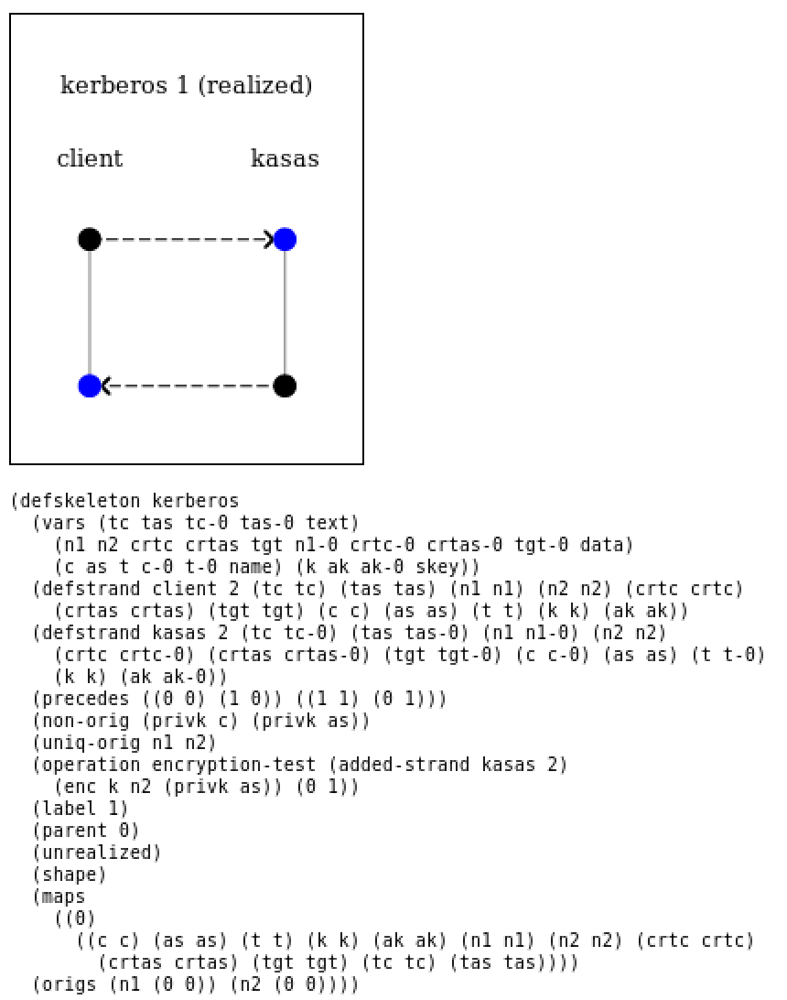 kerberos 1 (realized)
client kasas
(defskeleton kerberos
(vars (tc tas tc-0 tas-0 text)
(n1 n2 crtc crtas tgt n1-0 crtc-0 crtas-0 tgt-0 data)
(c as t c-0 t-0 name) (k ak ak-0 skey))
(defstrand client 2 (tc tc) (tas tas) (n1 n1) (n2 n2) (crtc crtc)
(crtas crtas) (tgt tgt) (c c) (as as) (t t) (k k) (ak ak))
(defstrand kasas 2 (tc tc-0) (tas tas-0) (n1 n1-0) (n2 n2)
(crtc crtc-0) (crtas crtas-0) (tgt tgt-0) (c c-0) (as as) (t t-0)
(k k) (ak ak-0))
(precedes ((0 0) (1 0)) ((1 1) (0 1)))
(non-orig (privk c) (privk as))
(uniq-orig n1 n2)
(operation encryption-test (added-strand kasas 2)
(enc k n2 (privk as)) (0 1))
(label 1)
(parent 0)
(unrealized)
(shape)
(maps
((0)
((c c) (as as) (t t) (k k) (ak ak) (n1 n1) (n2 n2) (crtc crtc)
(crtas crtas) (tgt tgt) (tc tc) (tas tas))))
(origs (n1 (0 0)) (n2 (0 0))))